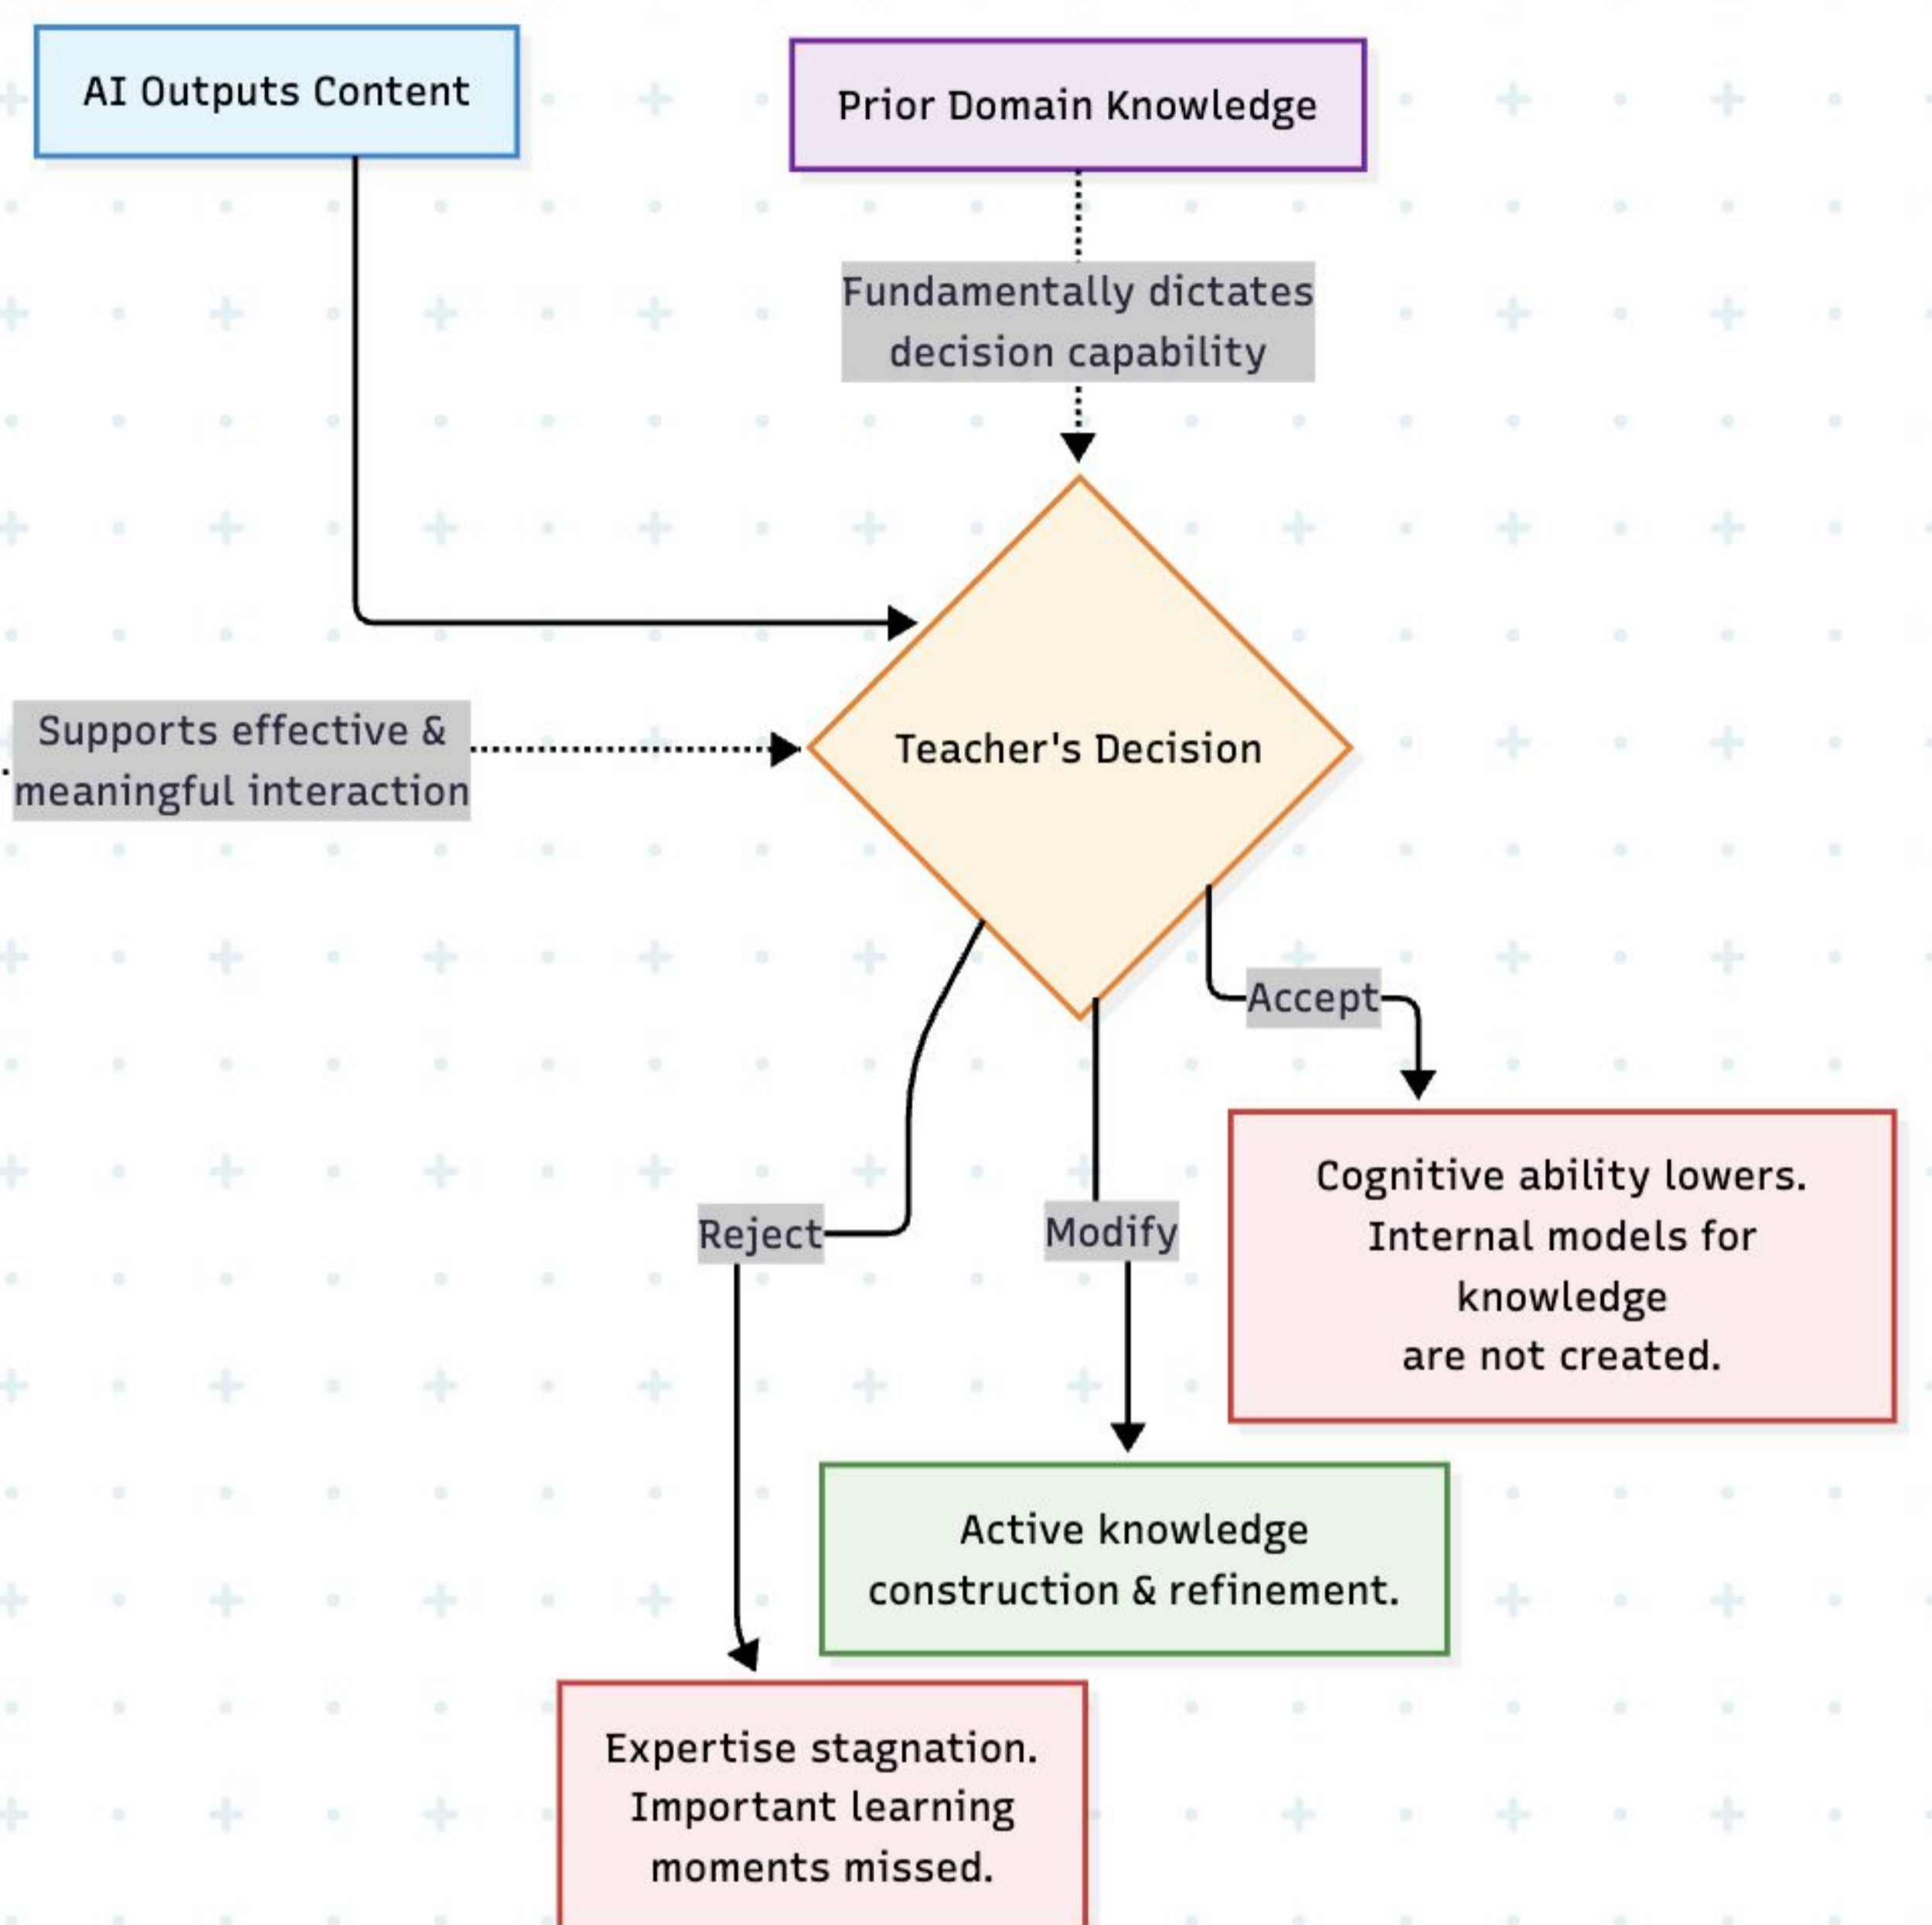 AI Outputs Content
Prior Domain Knowledge
Fundamentally dictates
decision capability
Supports effective &
meaningful interaction
Teacher's Decision
Accept
Reject
Modify
Cognitive ability lowers.
Internal models for
knowledge
are not created.
Active knowledge
construction & refinement.
Expertise stagnation.
Important learning
moments missed.